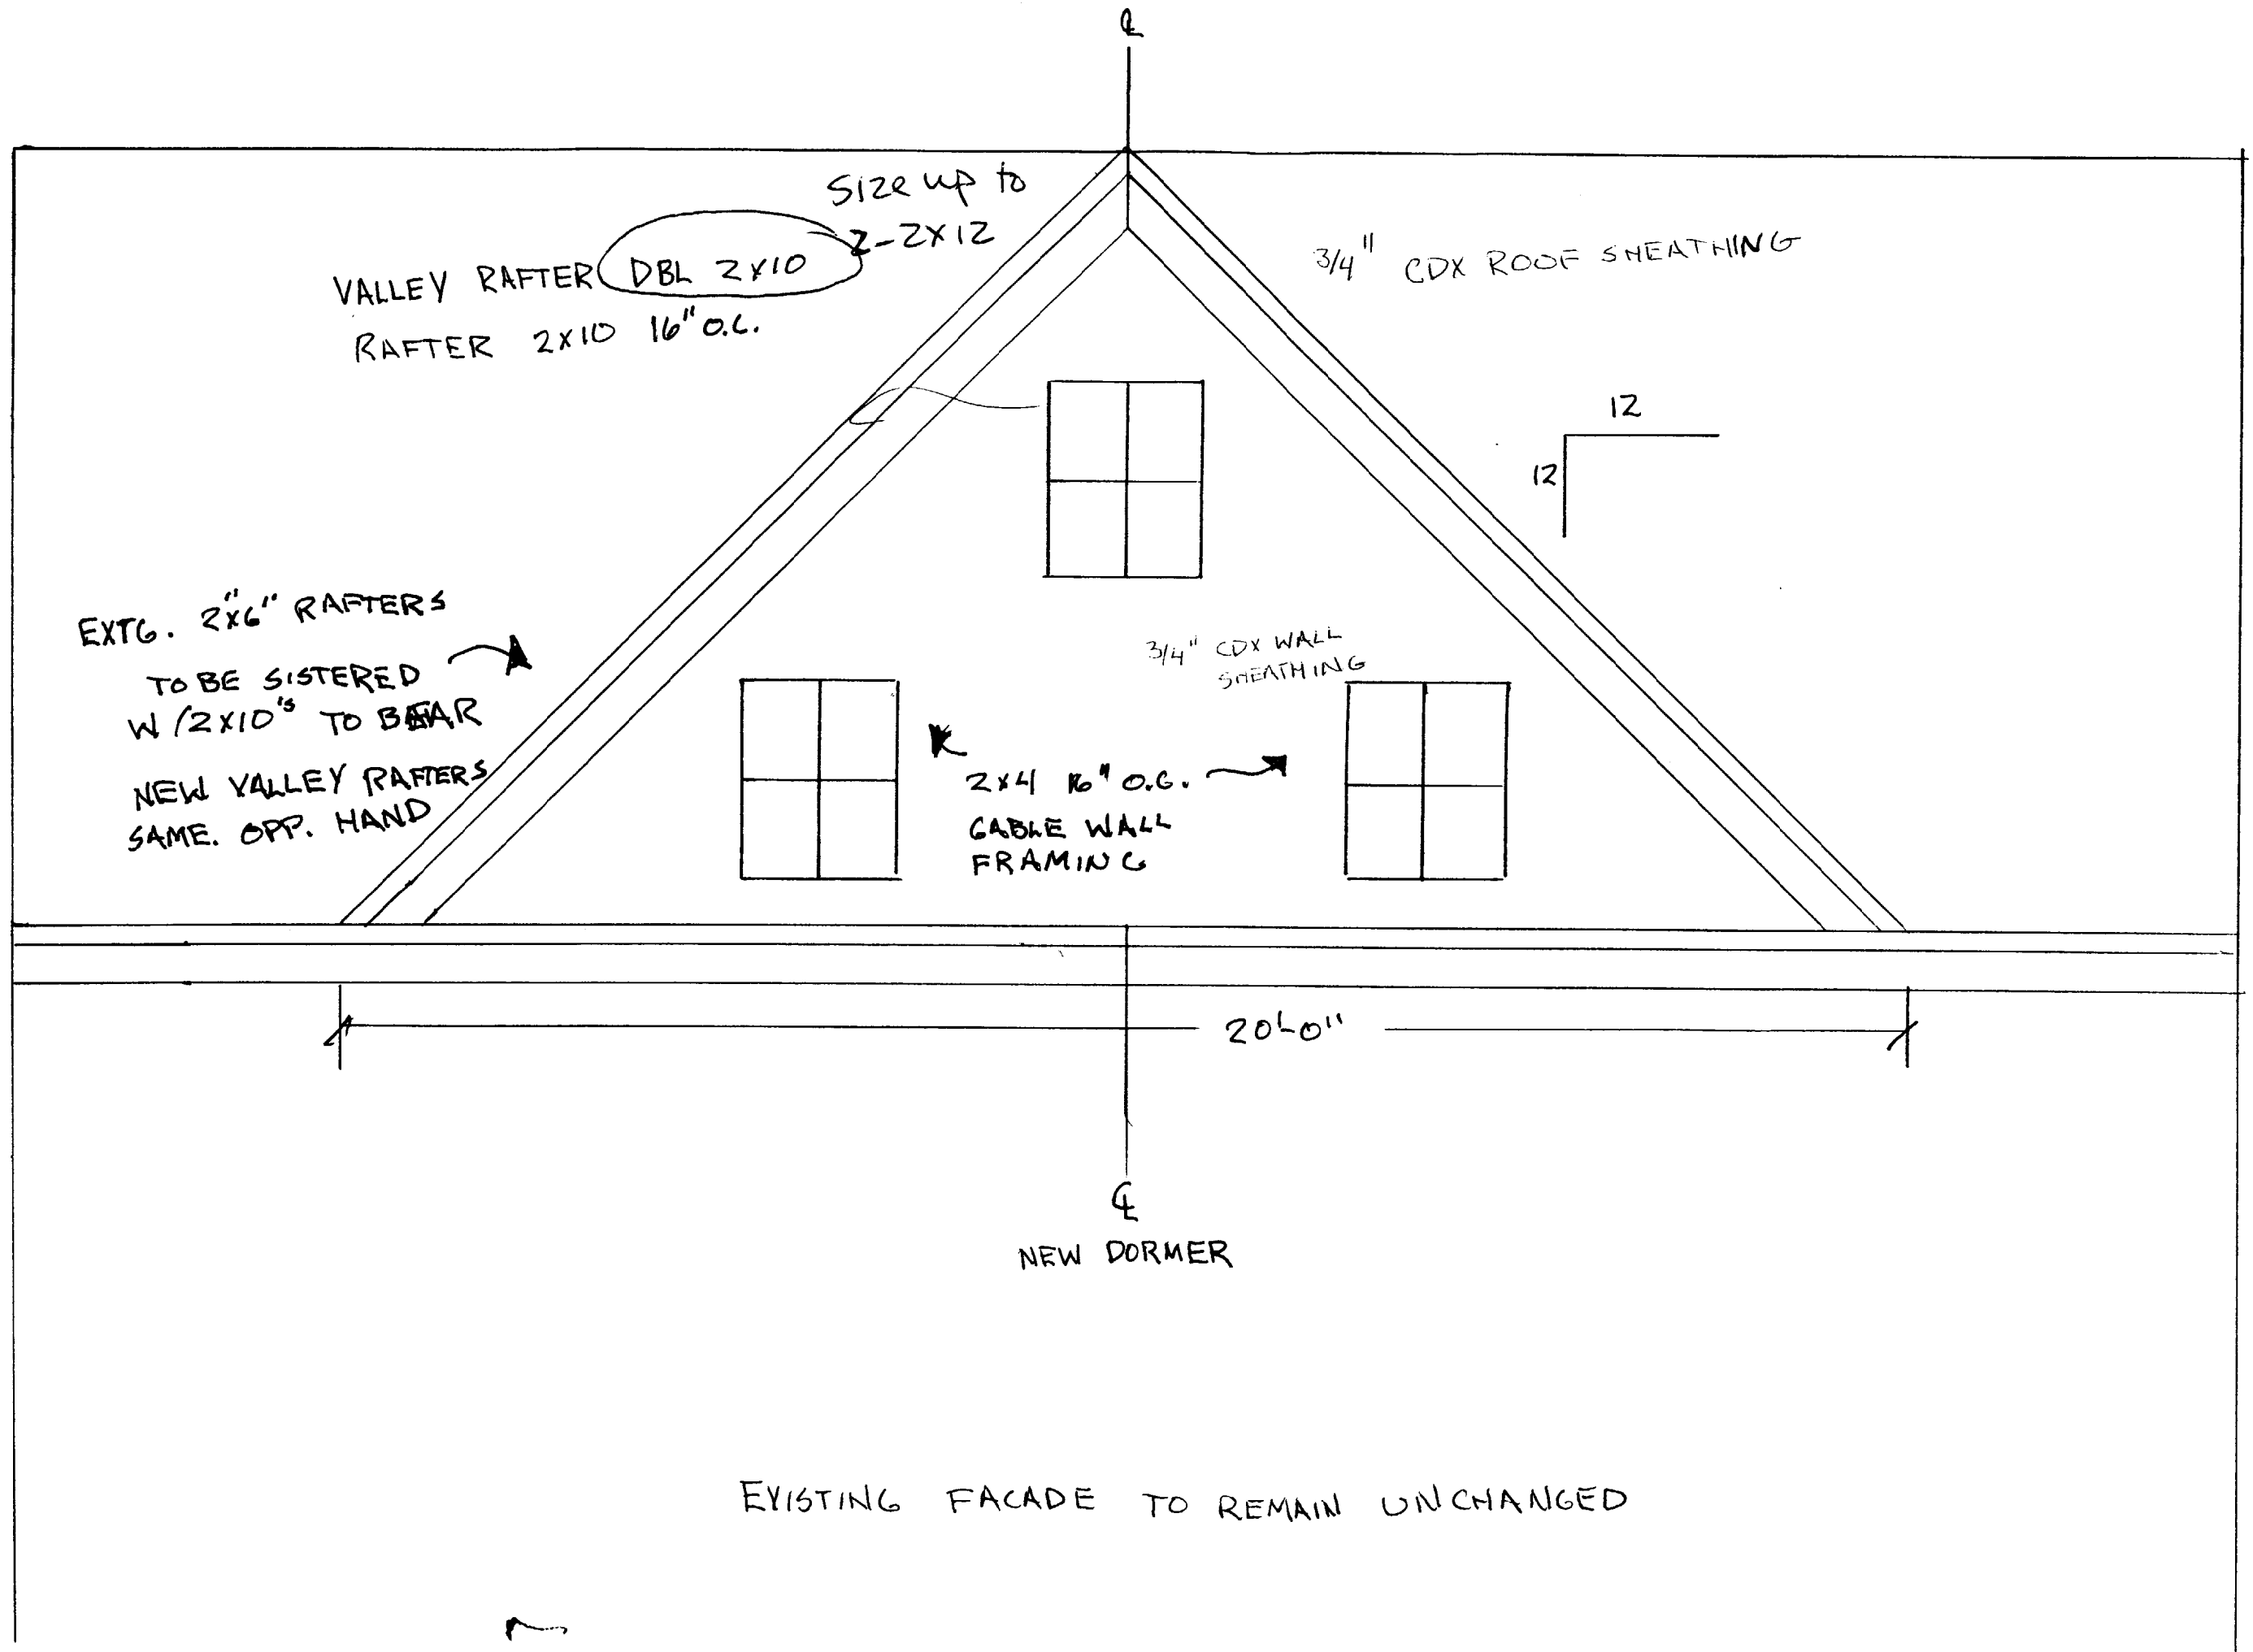 ℄
Size up to
2-2X12
VALLEY RAFTER DBL 2X10
RAFTER 2X10 16" O.C.
3/4" CDX ROOF SHEATHING
12
12
EXTG. 2"X6" RAFTERS
TO BE SISTERED
W/2X10's TO BEAR
NEW VALLEY RAFTERS
SAME. OPP. HAND
3/4" CDX WALL
SHEATHING
2X4 16" O.C.
GABLE WALL
FRAMING
20'-0"
℄
NEW DORMER
EXISTING FACADE TO REMAIN UNCHANGED